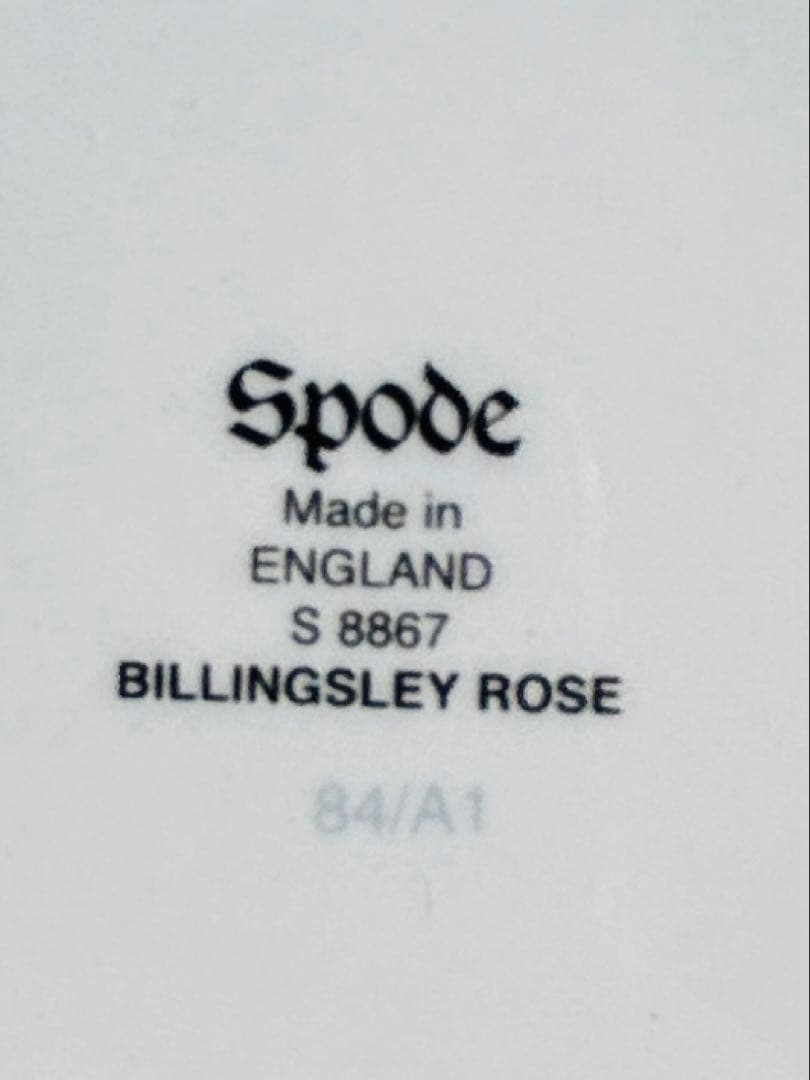 Spode
Made in
ENGLAND
S 8867
BILLINGSLEY ROSE
84/A1